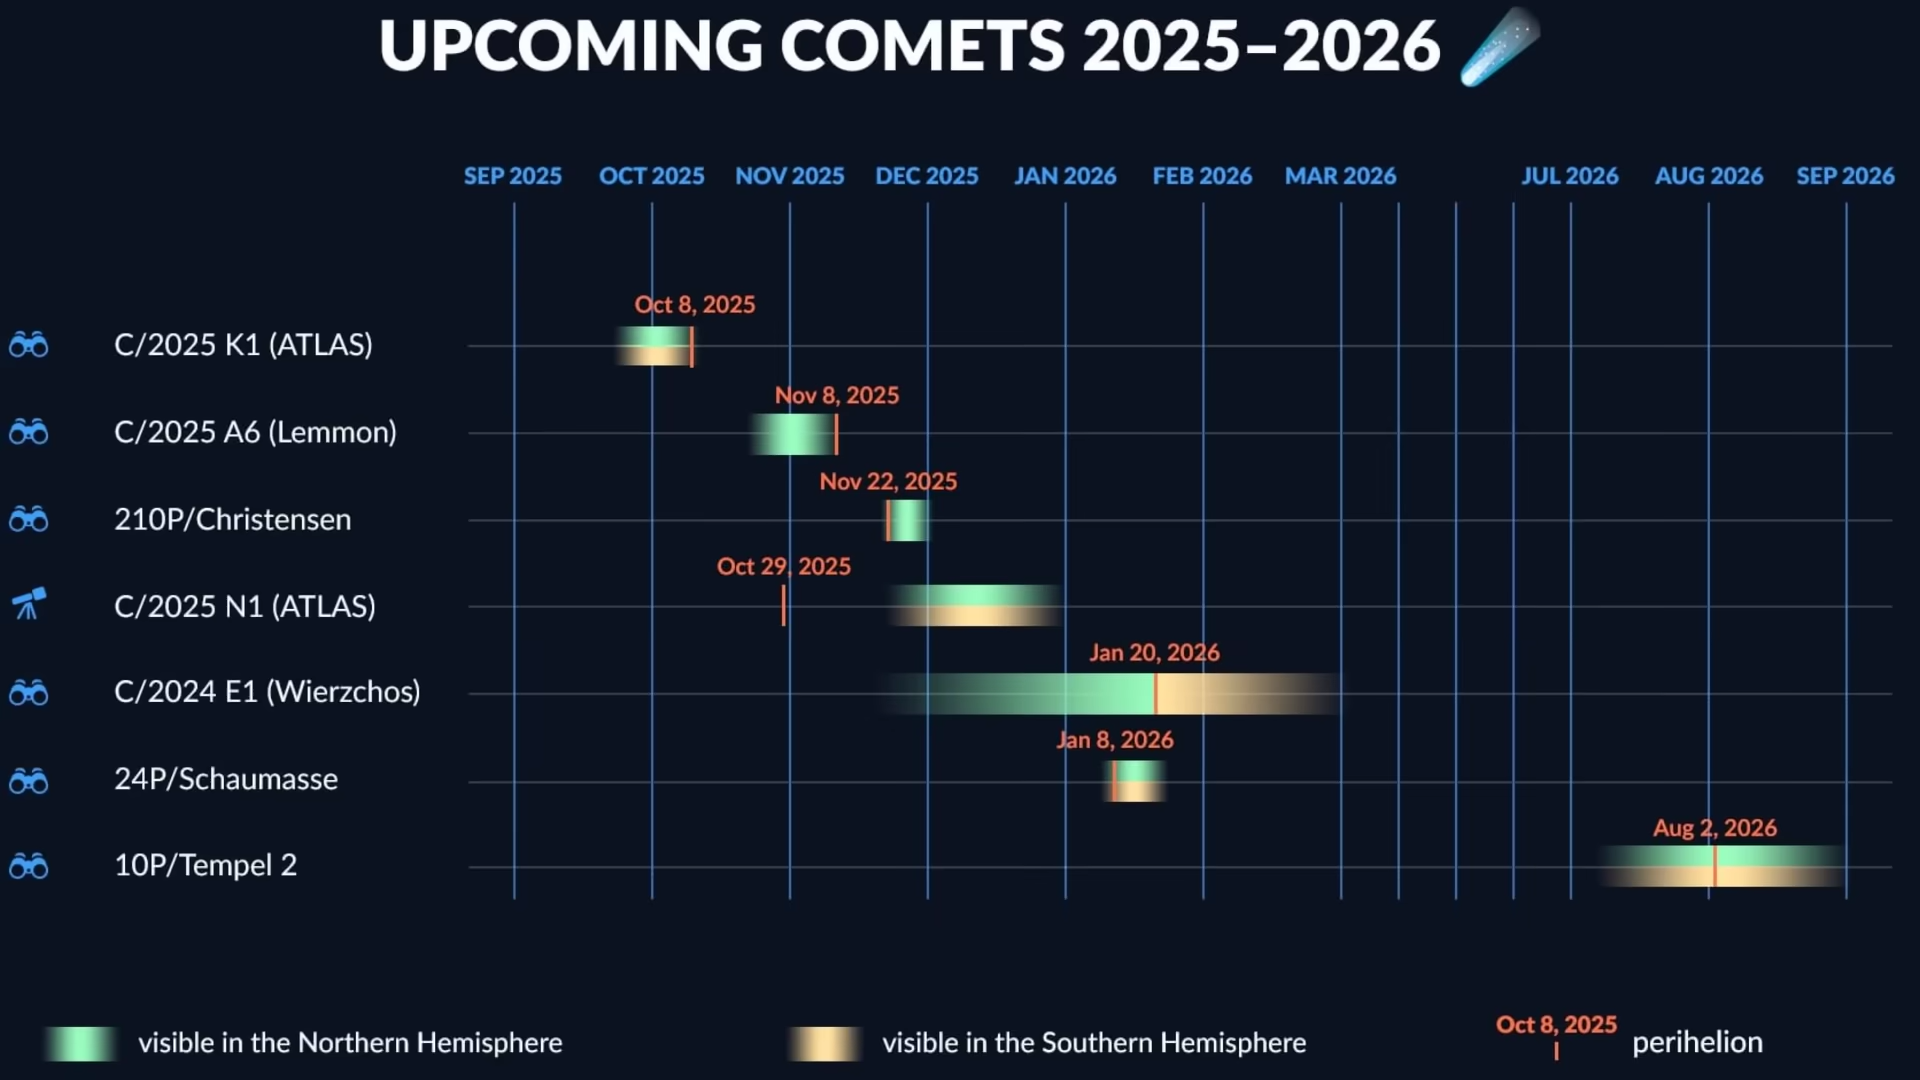 UPCOMING COMETS 2025–2026
SEP 2025 OCT 2025 NOV 2025 DEC 2025 JAN 2026 FEB 2026 MAR 2026 JUL 2026 AUG 2026 SEP 2026
Oct 8, 2025
C/2025 K1 (ATLAS)
Nov 8, 2025
C/2025 A6 (Lemmon)
Nov 22, 2025
210P/Christensen
Oct 29, 2025
C/2025 N1 (ATLAS)
Jan 20, 2026
C/2024 E1 (Wierzchos)
Jan 8, 2026
24P/Schaumasse
Aug 2, 2026
10P/Tempel 2
visible in the Northern Hemisphere
visible in the Southern Hemisphere
Oct 8, 2025
perihelion